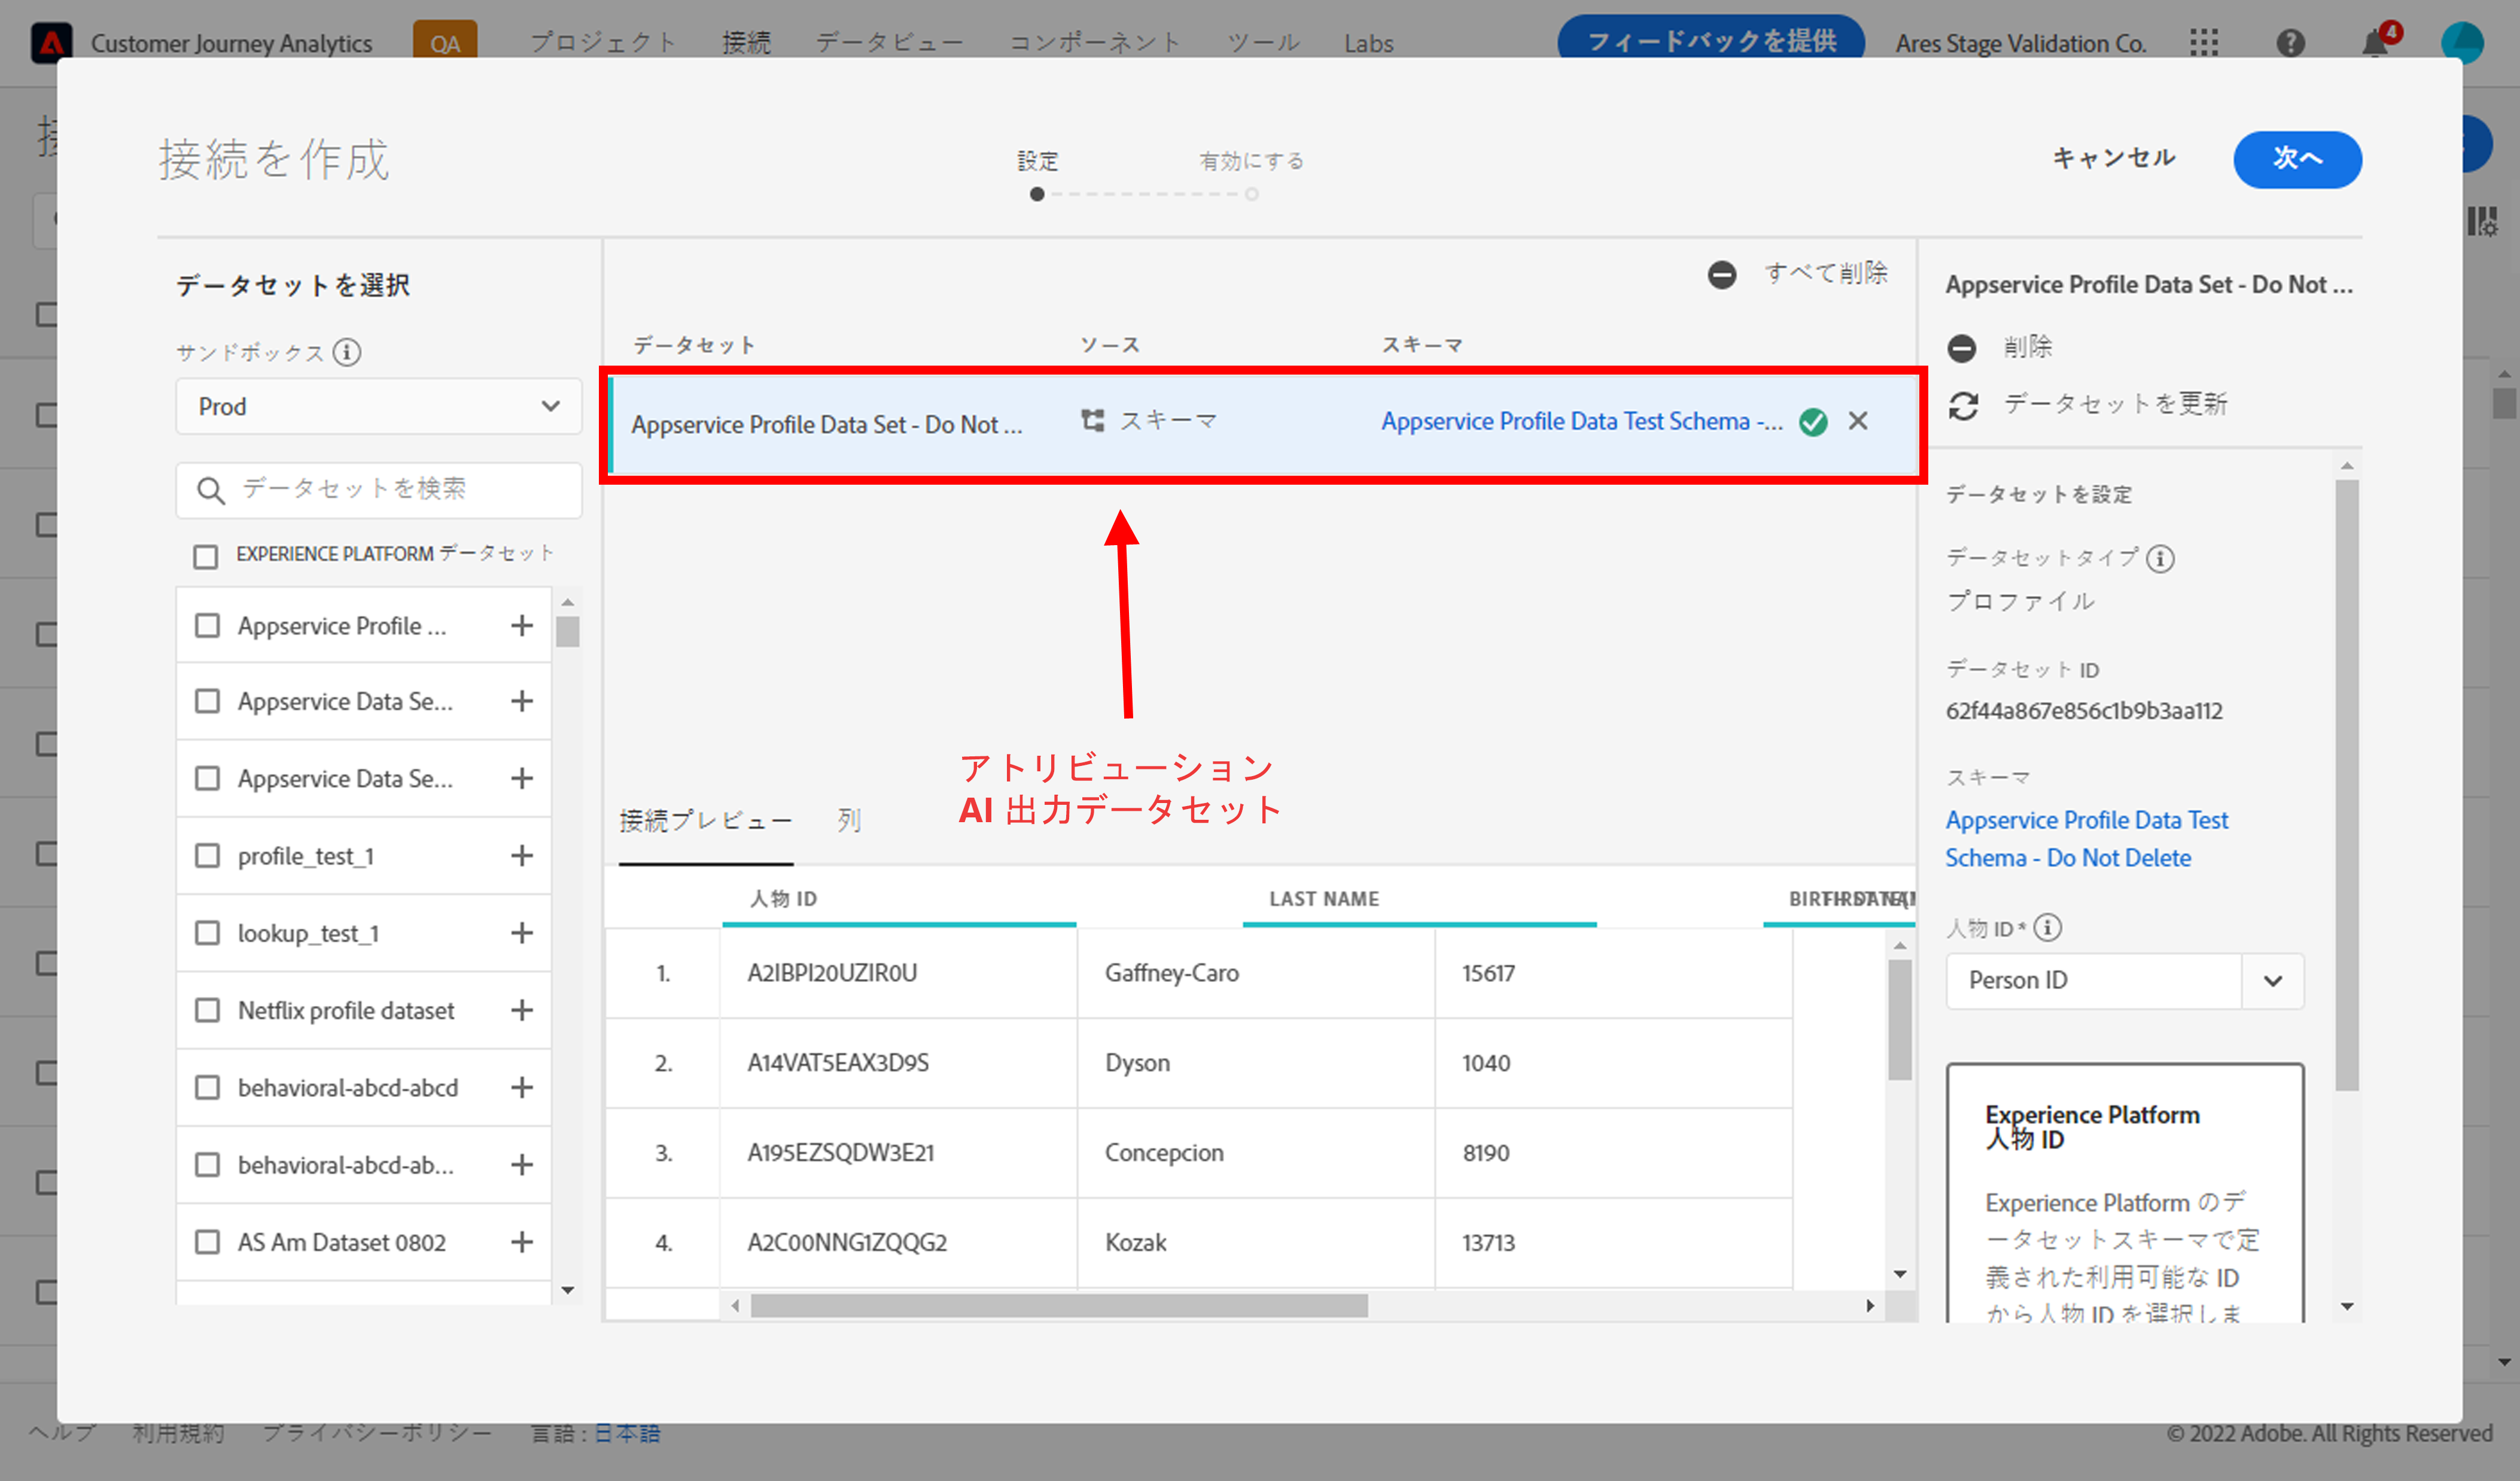 Customer Journey Analytics
QA
プロジェクト
接続
データビュー
コンポーネント
ツール
Labs
フィードバックを提供
Ares Stage Validation Co.
4
接続を作成
設定
有効にする
キャンセル
次へ
データセットを選択
サンドボックス
Prod
データセットを検索
EXPERIENCE PLATFORM データセット
Appservice Profile ...
Appservice Data Se...
Appservice Data Se...
profile_test_1
lookup_test_1
Netflix profile dataset
behavioral-abcd-abcd
behavioral-abcd-ab...
AS Am Dataset 0802
すべて削除
データセット ソース スキーマ
Appservice Profile Data Set - Do Not ... スキーマ Appservice Profile Data Test Schema -...
アトリビューション
AI 出力データセット
接続プレビュー 列
人物 ID LAST NAME
1. A2IBPI20UZIR0U Gaffney-Caro 15617
2. A14VAT5EAX3D9S Dyson 1040
3. A195EZSQDW3E21 Concepcion 8190
4. A2C00NNG1ZQQG2 Kozak 13713
Appservice Profile Data Set - Do Not ...
削除
データセットを更新
データセットを設定
データセットタイプ
プロファイル
データセット ID
62f44a867e856c1b9b3aa112
スキーマ
Appservice Profile Data Test
Schema - Do Not Delete
人物 ID *
Person ID
Experience Platform
人物 ID
Experience Platform のデ
ータセットスキーマで定
義された利用可能な ID
から人物 ID を選択しま
ヘルプ 利用規約 プライバシーポリシー 言語 : 日本語
© 2022 Adobe. All Rights Reserved